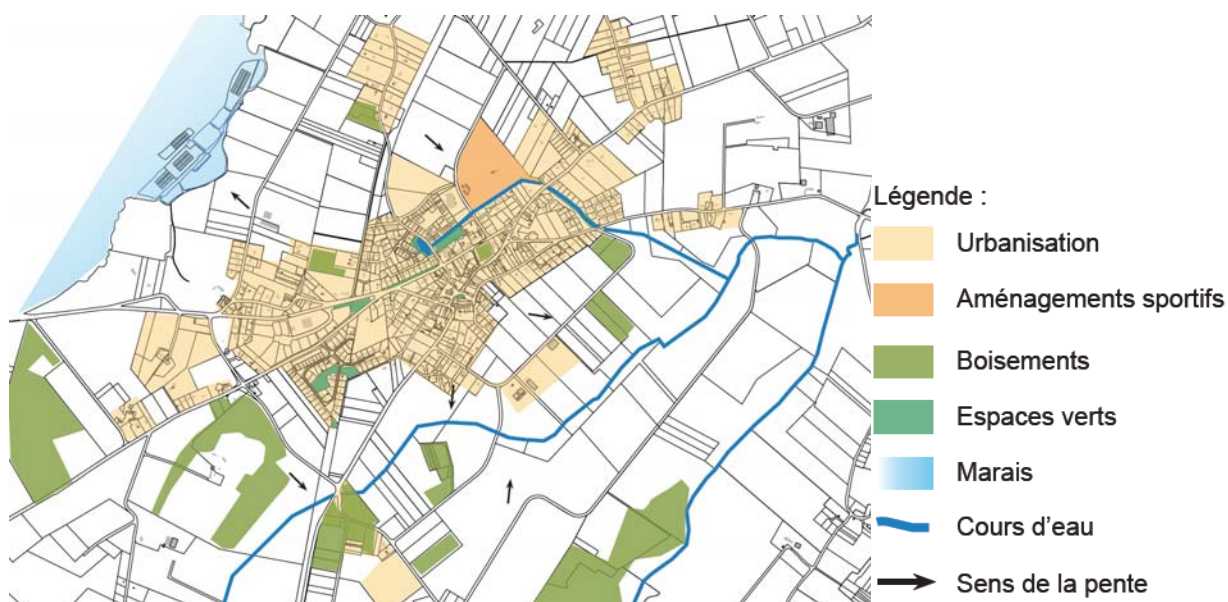 Légende :
Urbanisation
Aménagements sportifs
Boisements
Espaces verts
Marais
Cours d'eau
Sens de la pente